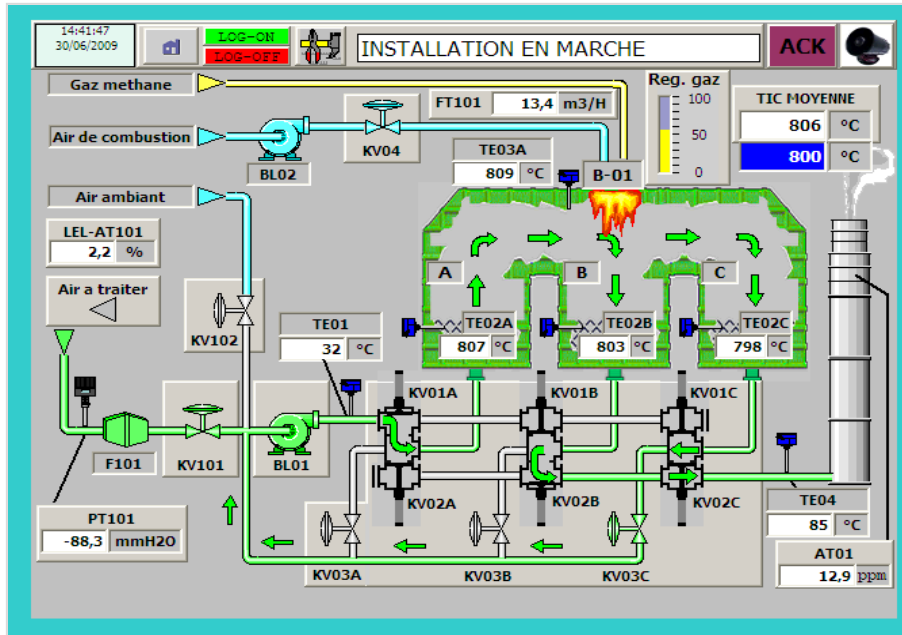 14:41:47
30/06/2009
LOG-ON
LOG-OFF
INSTALLATION EN MARCHE
ACK
Gaz methane
FT101 13,4 m3/H
Reg. gaz
100
50
0
TIC MOYENNE
806 °C
800 °C
Air de combustion
BL02
KV04
TE03A
809 °C
B-01
Air ambiant
LEL-AT101
2,2 %
Air a traiter
A
B
C
KV102
TE01
32 °C
TE02A
807 °C
TE02B
803 °C
TE02C
798 °C
KV01A
KV01B
KV01C
F101
KV101
BL01
KV02A
KV02B
KV02C
PT101
-88,3 mmH2O
TE04
85 °C
AT01
12,9 ppm
KV03A
KV03B
KV03C